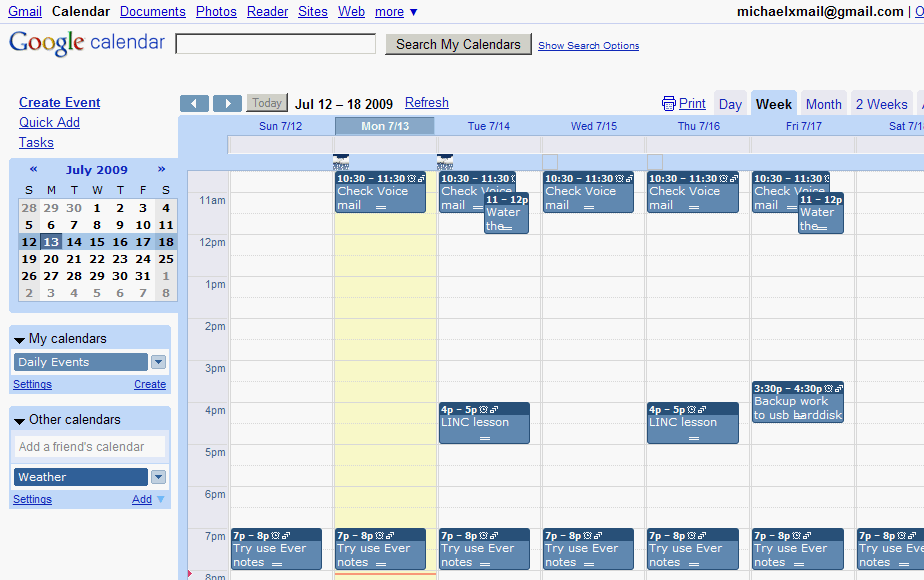 Gmail Calendar Documents Photos Reader Sites Web more ▼ michaelxmail@gmail.com |
Google calendar Search My Calendars Show Search Options
Create Event
Quick Add
Tasks
Today Jul 12 – 18 2009 Refresh Print Day Week Month 2 Weeks
Sun 7/12 Mon 7/13 Tue 7/14 Wed 7/15 Thu 7/16 Fri 7/17 Sat 7/1
« July 2009 »
S M T W T F S
28 29 30 1 2 3 4
5 6 7 8 9 10 11
12 13 14 15 16 17 18
19 20 21 22 23 24 25
26 27 28 29 30 31 1
2 3 4 5 6 7 8
My calendars
Daily Events
Settings Create
Other calendars
Add a friend's calendar
Weather
Settings Add
10:30 – 11:30 10:30 – 11:30 10:30 – 11:30 10:30 – 11:30 10:30 – 11:30
Check Voice Check Voice Check Voice Check Voice Check Voice
mail mail mail mail mail
11am
11 – 12p 11 – 12p
Water Water
the the
12pm
1pm
2pm
3pm
3:30p – 4:30p
Backup work
to usb harddisk
4pm
4p – 5p 4p – 5p
LINC lesson LINC lesson
5pm
6pm
7pm
7p – 8p 7p – 8p 7p – 8p 7p – 8p 7p – 8p 7p – 8p 7p – 8p
Try use Ever Try use Ever Try use Ever Try use Ever Try use Ever Try use Ever Try use Ever
notes notes notes notes notes notes notes
8pm